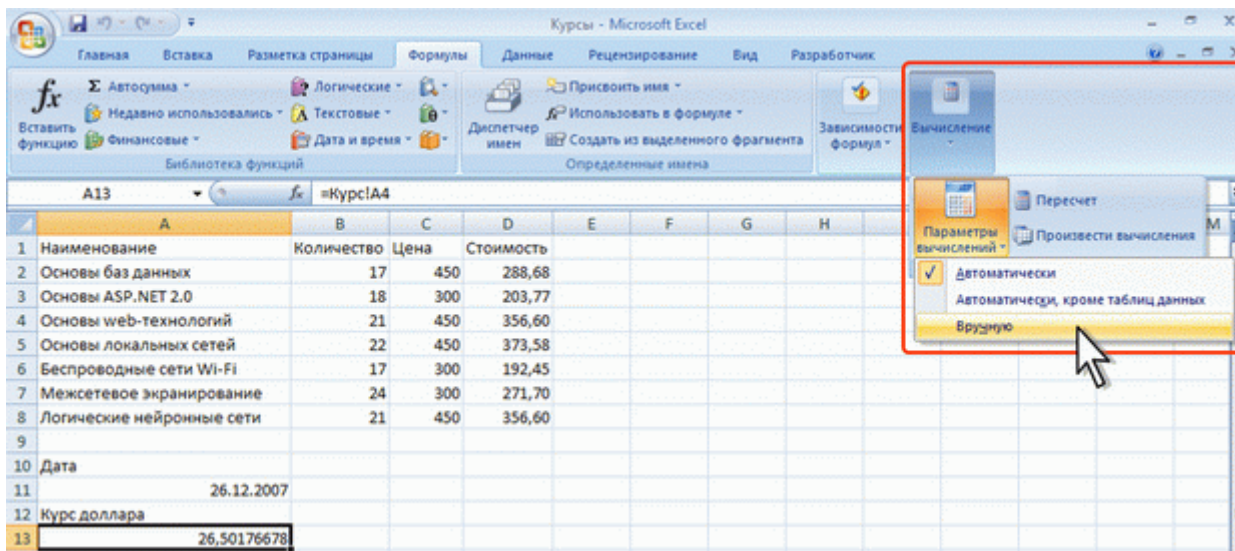 Курсы - Microsoft Excel
Главная Вставка Разметка страницы Формулы Данные Рецензирование Вид Разработчик
fx Вставить функцию
Σ Автосумма
Недавно использовались
Финансовые
Логические
Текстовые
Дата и время
Библиотека функций
Диспетчер имен
Присвоить имя
Использовать в формуле
Создать из выделенного фрагмента
Определенные имена
Зависимости формул
Вычисление
Параметры вычислений
Пересчет
Произвести вычисления
Автоматически
Автоматически, кроме таблиц данных
Вручную
A13 fx =Курс!A4
A B C D E F G H M
1 Наименование Количество Цена Стоимость
2 Основы баз данных 17 450 288,68
3 Основы ASP.NET 2.0 18 300 203,77
4 Основы web-технологий 21 450 356,60
5 Основы локальных сетей 22 450 373,58
6 Беспроводные сети Wi-Fi 17 300 192,45
7 Межсетевое экранирование 24 300 271,70
8 Логические нейронные сети 21 450 356,60
9
10 Дата
11 26.12.2007
12 Курс доллара
13 26,50176678